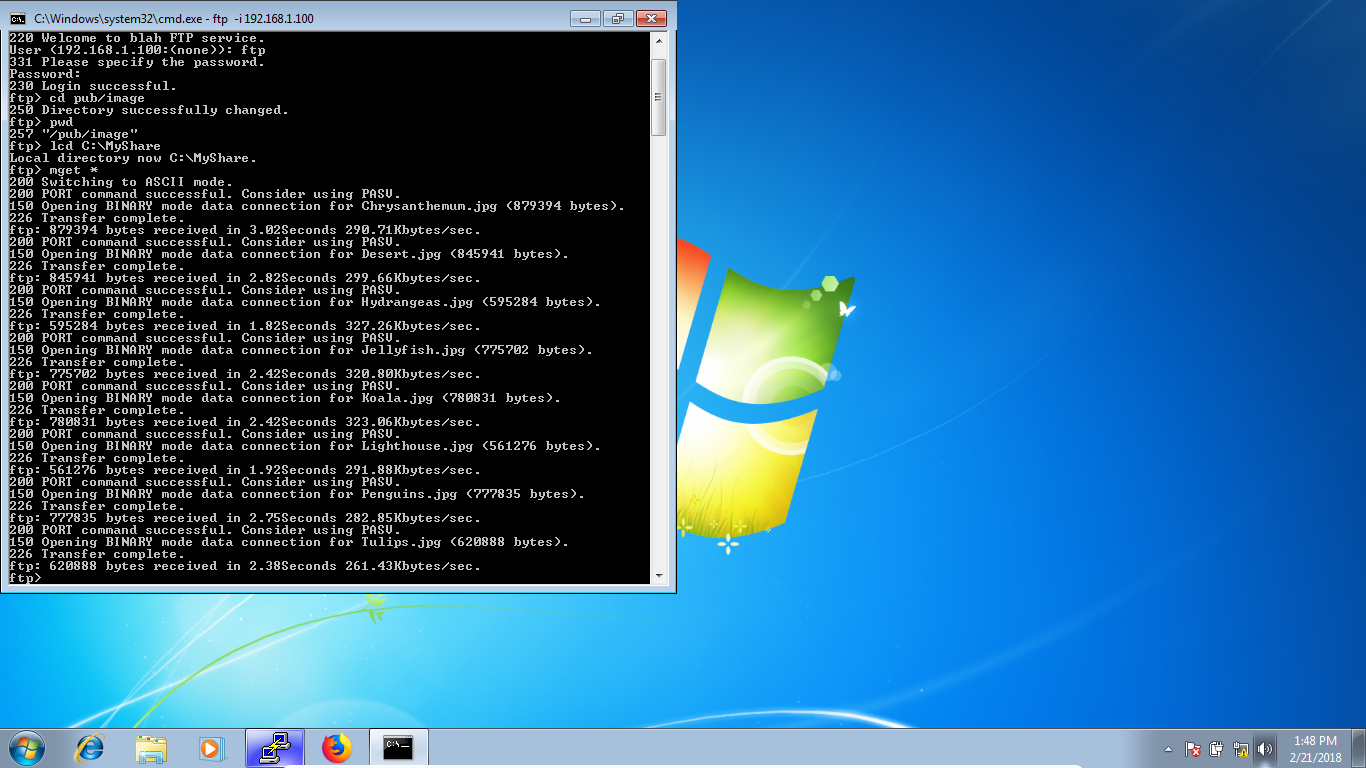 C:\Windows\system32\cmd.exe - ftp -i 192.168.1.100
220 Welcome to blah FTP service.
User (192.168.1.100:(none)): ftp
331 Please specify the password.
Password:
230 Login successful.
ftp> cd pub/image
250 Directory successfully changed.
ftp> pwd
257 "/pub/image"
ftp> lcd C:\MyShare
Local directory now C:\MyShare.
ftp> mget *
200 Switching to ASCII mode.
200 PORT command successful. Consider using PASV.
150 Opening BINARY mode data connection for Chrysanthemum.jpg (879394 bytes).
226 Transfer complete.
ftp: 879394 bytes received in 3.02Seconds 290.71Kbytes/sec.
200 PORT command successful. Consider using PASV.
150 Opening BINARY mode data connection for Desert.jpg (845941 bytes).
226 Transfer complete.
ftp: 845941 bytes received in 2.82Seconds 299.66Kbytes/sec.
200 PORT command successful. Consider using PASV.
150 Opening BINARY mode data connection for Hydrangeas.jpg (595284 bytes).
226 Transfer complete.
ftp: 595284 bytes received in 1.82Seconds 327.26Kbytes/sec.
200 PORT command successful. Consider using PASV.
150 Opening BINARY mode data connection for Jellyfish.jpg (775702 bytes).
226 Transfer complete.
ftp: 775702 bytes received in 2.42Seconds 320.80Kbytes/sec.
200 PORT command successful. Consider using PASV.
150 Opening BINARY mode data connection for Koala.jpg (780831 bytes).
226 Transfer complete.
ftp: 780831 bytes received in 2.42Seconds 323.06Kbytes/sec.
200 PORT command successful. Consider using PASV.
150 Opening BINARY mode data connection for Lighthouse.jpg (561276 bytes).
226 Transfer complete.
ftp: 561276 bytes received in 1.92Seconds 291.88Kbytes/sec.
200 PORT command successful. Consider using PASV.
150 Opening BINARY mode data connection for Penguins.jpg (777835 bytes).
226 Transfer complete.
ftp: 777835 bytes received in 2.75Seconds 282.85Kbytes/sec.
200 PORT command successful. Consider using PASV.
150 Opening BINARY mode data connection for Tulips.jpg (620888 bytes).
226 Transfer complete.
ftp: 620888 bytes received in 2.38Seconds 261.43Kbytes/sec.
ftp>
1:48 PM
2/21/2018